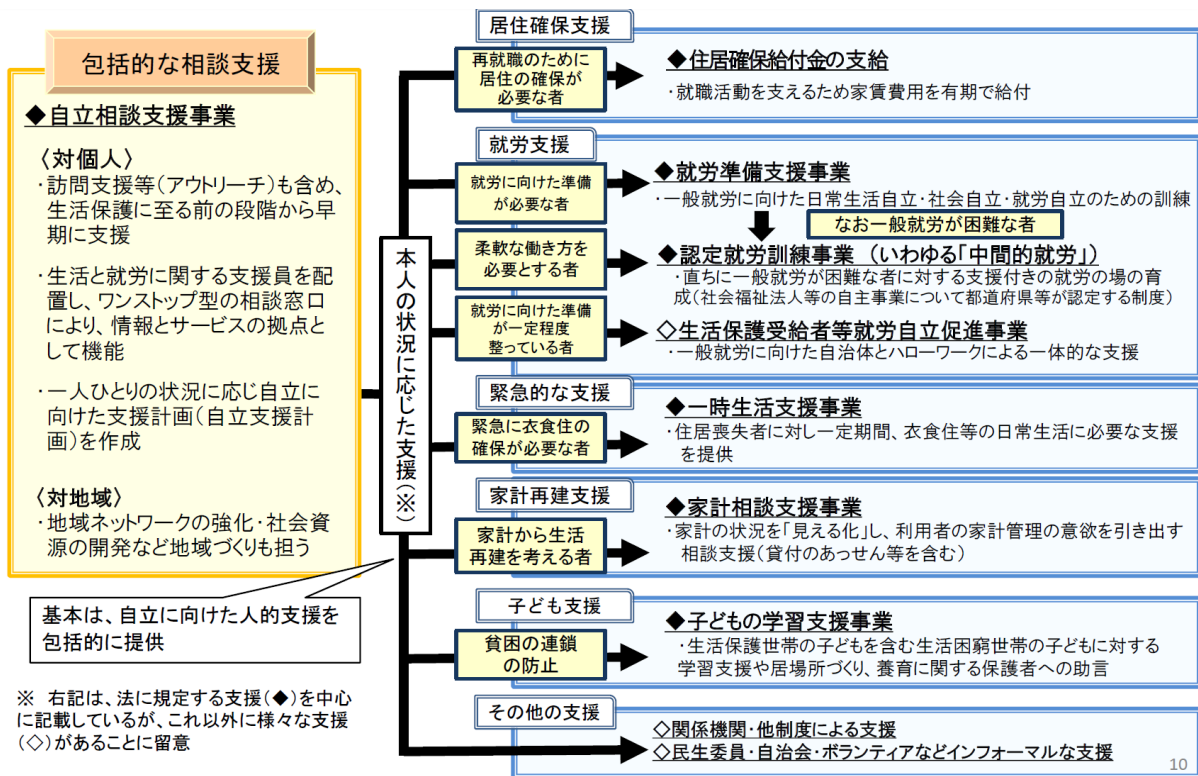 包括的な相談支援
◆自立相談支援事業
〈対個人〉
・訪問支援等（アウトリーチ）も含め、
生活保護に至る前の段階から早
期に支援
・生活と就労に関する支援員を配
置し、ワンストップ型の相談窓口
により、情報とサービスの拠点と
して機能
・一人ひとりの状況に応じ自立に
向けた支援計画（自立支援計
画）を作成
〈対地域〉
・地域ネットワークの強化・社会資
源の開発など地域づくりも担う
基本は、自立に向けた人的支援を
包括的に提供
※　右記は、法に規定する支援（◆）を中心
に記載しているが、これ以外に様々な支援
（◇）があることに留意
本人の状況に応じた支援（※）
居住確保支援
再就職のために
居住の確保が
必要な者
◆住居確保給付金の支給
・就職活動を支えるため家賃費用を有期で給付
就労支援
就労に向けた準備
が必要な者
◆就労準備支援事業
・一般就労に向けた日常生活自立・社会自立・就労自立のための訓練
なお一般就労が困難な者
柔軟な働き方を
必要とする者
◆認定就労訓練事業　（いわゆる「中間的就労」）
・直ちに一般就労が困難な者に対する支援付きの就労の場の育
成（社会福祉法人等の自主事業について都道府県等が認定する制度）
就労に向けた準備
が一定程度
整っている者
◇生活保護受給者等就労自立促進事業
・一般就労に向けた自治体とハローワークによる一体的な支援
緊急的な支援
緊急に衣食住の
確保が必要な者
◆一時生活支援事業
・住居喪失者に対し一定期間、衣食住等の日常生活に必要な支援
を提供
家計再建支援
家計から生活
再建を考える者
◆家計相談支援事業
・家計の状況を「見える化」し、利用者の家計管理の意欲を引き出す
相談支援（貸付のあっせん等を含む）
子ども支援
貧困の連鎖
の防止
◆子どもの学習支援事業
・生活保護世帯の子どもを含む生活困窮世帯の子どもに対する
学習支援や居場所づくり、養育に関する保護者への助言
その他の支援
◇関係機関・他制度による支援
◇民生委員・自治会・ボランティアなどインフォーマルな支援
10